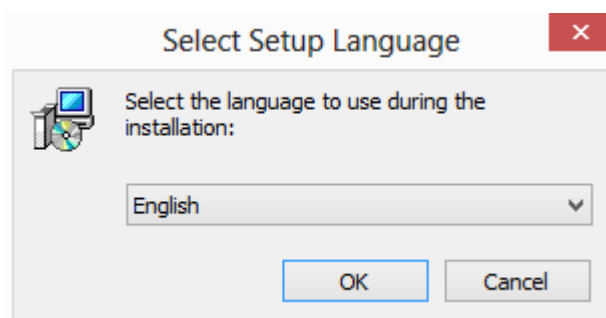 Select Setup Language
Select the language to use during the
installation:
English
OK Cancel